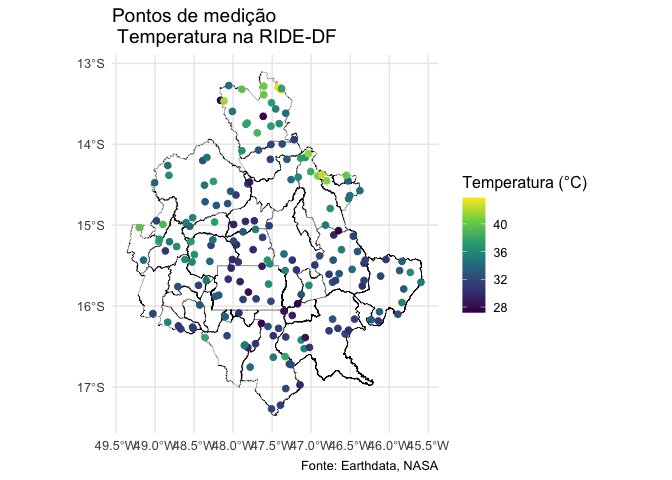 Pontos de medição
Temperatura na RIDE-DF
13°S
14°S
15°S
16°S
17°S
49.5°W 49.0°W 48.5°W 48.0°W 47.5°W 47.0°W 46.5°W 46.0°W 45.5°W
Temperatura (°C)
40
36
32
28
Fonte: Earthdata, NASA